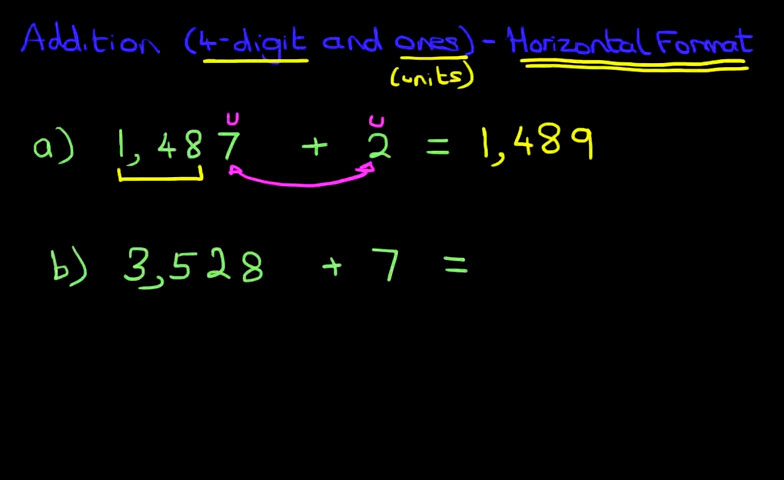 Addition (4-digit and ones) - Horizontal Format
(units)
U U
a) 1,487 + 2 = 1,489
b) 3,528 + 7 =